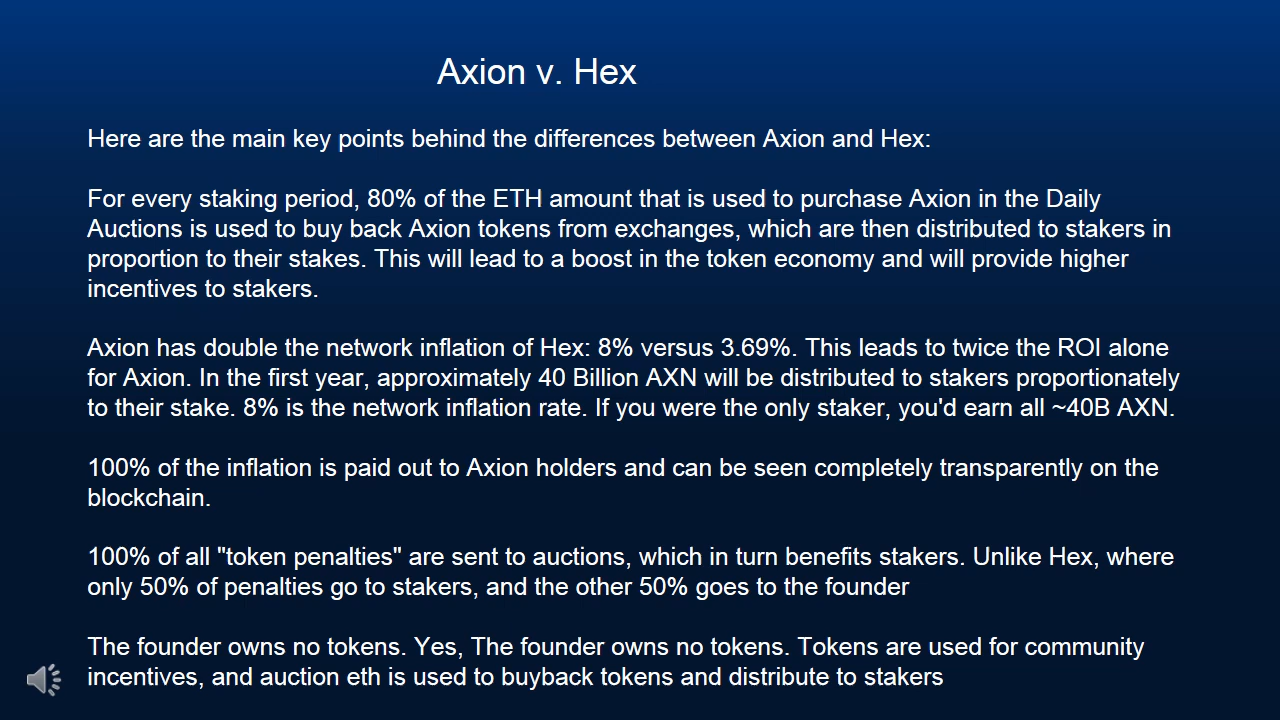 Axion v. Hex
Here are the main key points behind the differences between Axion and Hex:
For every staking period, 80% of the ETH amount that is used to purchase Axion in the Daily
Auctions is used to buy back Axion tokens from exchanges, which are then distributed to stakers in
proportion to their stakes. This will lead to a boost in the token economy and will provide higher
incentives to stakers.
Axion has double the network inflation of Hex: 8% versus 3.69%. This leads to twice the ROI alone
for Axion. In the first year, approximately 40 Billion AXN will be distributed to stakers proportionately
to their stake. 8% is the network inflation rate. If you were the only staker, you'd earn all ~40B AXN.
100% of the inflation is paid out to Axion holders and can be seen completely transparently on the
blockchain.
100% of all "token penalties" are sent to auctions, which in turn benefits stakers. Unlike Hex, where
only 50% of penalties go to stakers, and the other 50% goes to the founder
The founder owns no tokens. Yes, The founder owns no tokens. Tokens are used for community
incentives, and auction eth is used to buyback tokens and distribute to stakers